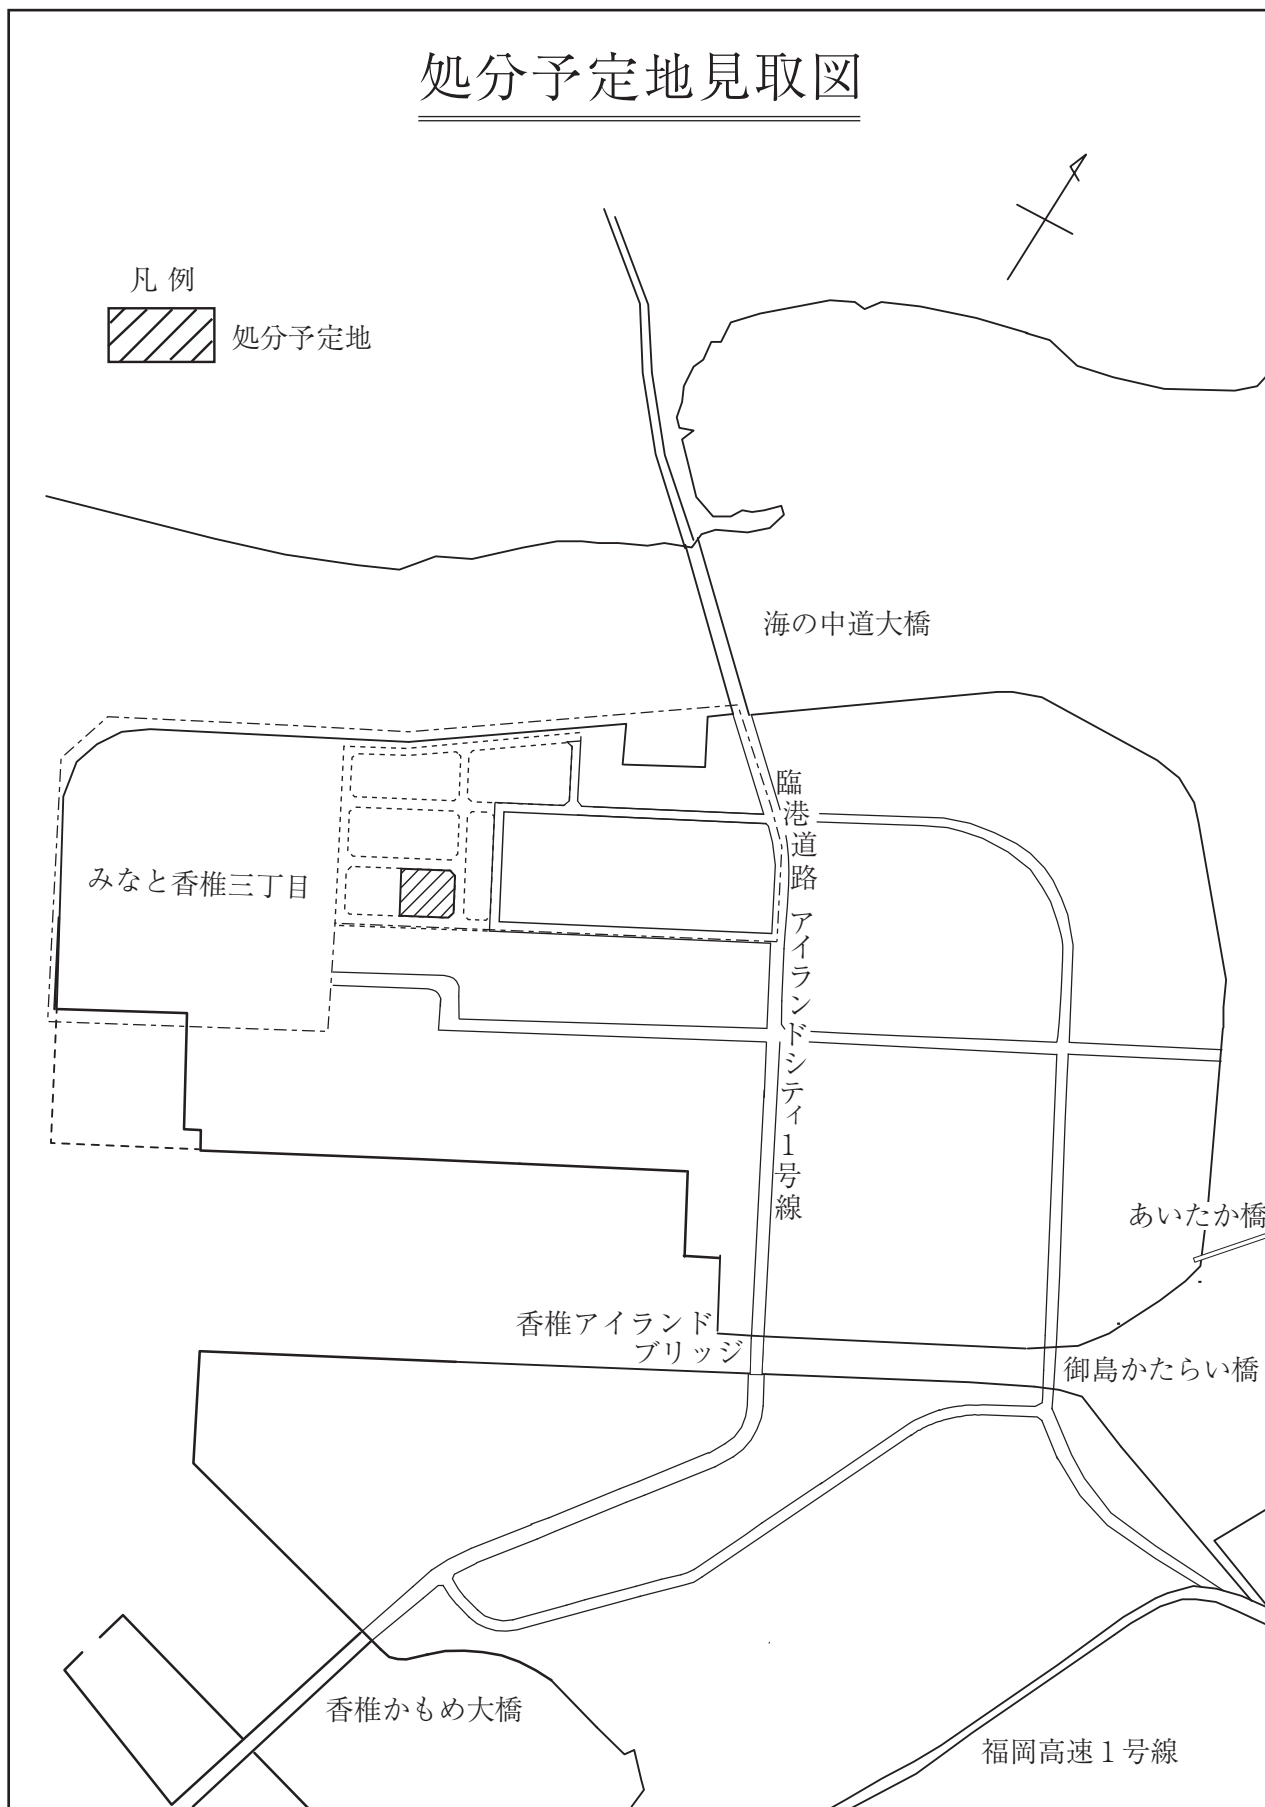 処分予定地見取図
凡 例
処分予定地
海の中道大橋
臨港道路 アイランドシティ1号線
みなと香椎三丁目
あいたか橋
香椎アイランド
ブリッジ
御島かたらい橋
香椎かもめ大橋
福岡高速1号線